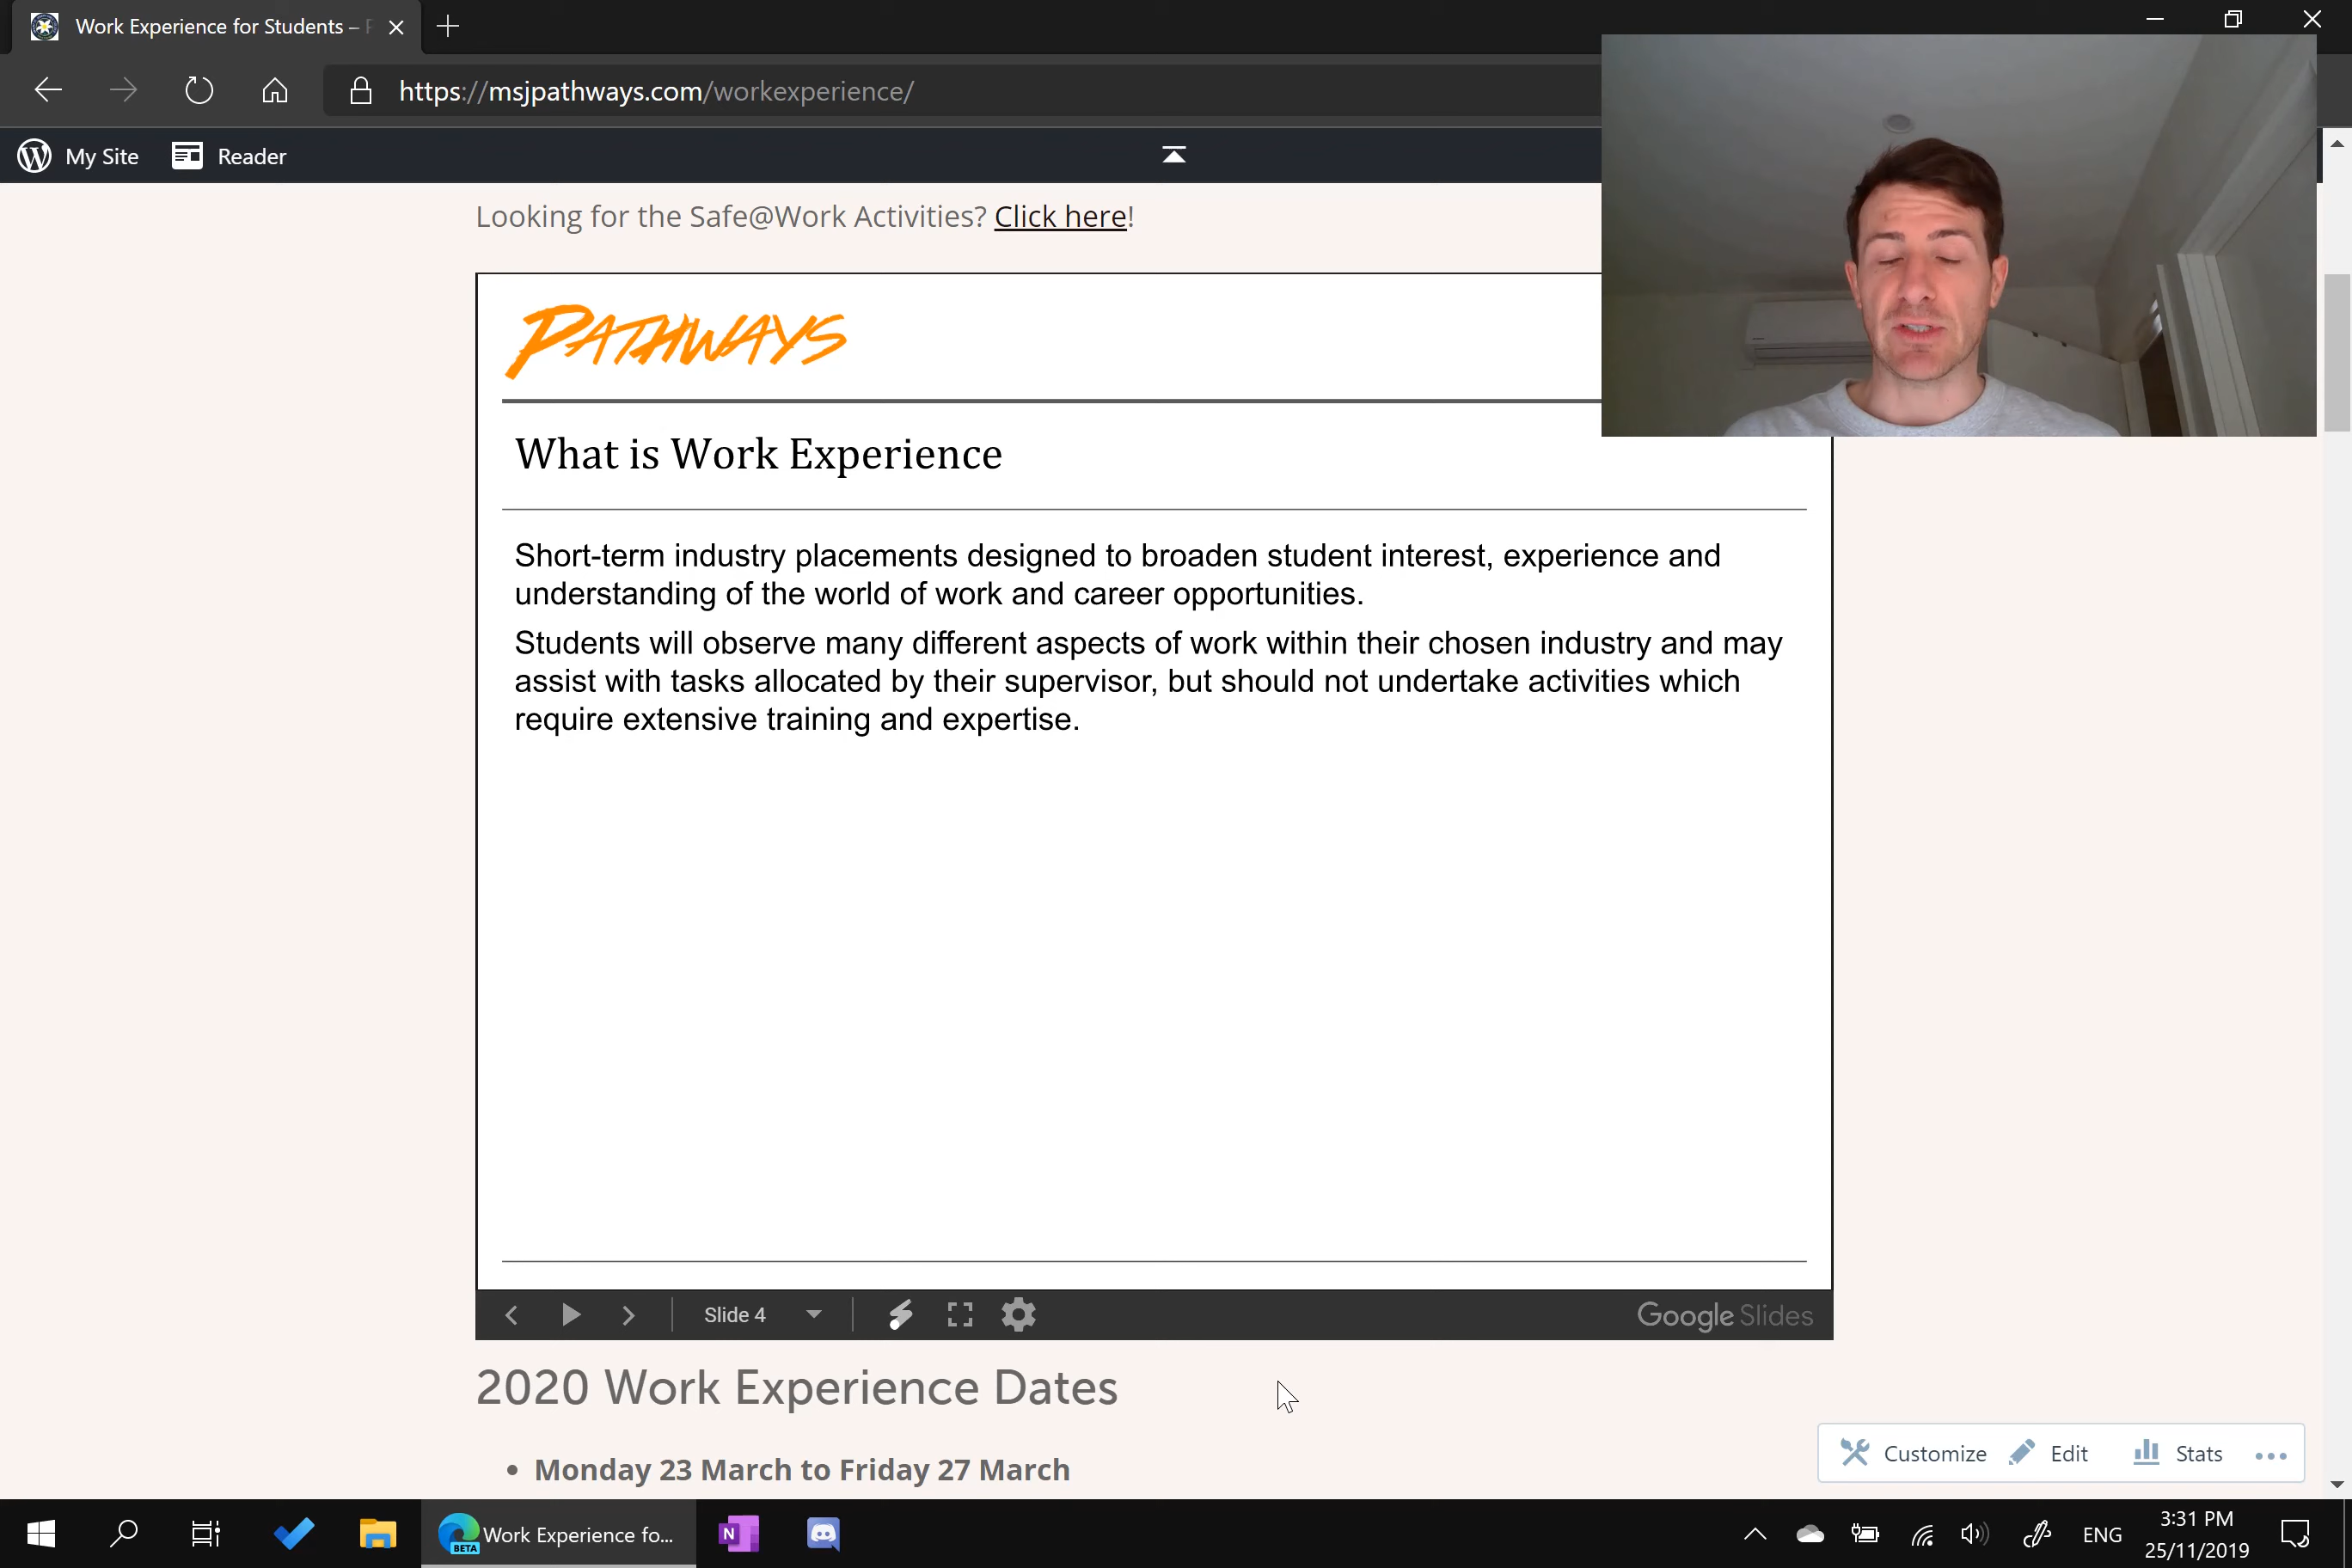 Work Experience for Students –
https://msjpathways.com/workexperience/
My Site
Reader
Looking for the Safe@Work Activities? Click here!
PATHWAYS
What is Work Experience
Short-term industry placements designed to broaden student interest, experience and
understanding of the world of work and career opportunities.
Students will observe many different aspects of work within their chosen industry and may
assist with tasks allocated by their supervisor, but should not undertake activities which
require extensive training and expertise.
Slide 4
Google Slides
2020 Work Experience Dates
Monday 23 March to Friday 27 March
Customize
Edit
Stats
BETA
Work Experience fo...
N
ENG
3:31 PM
25/11/2019